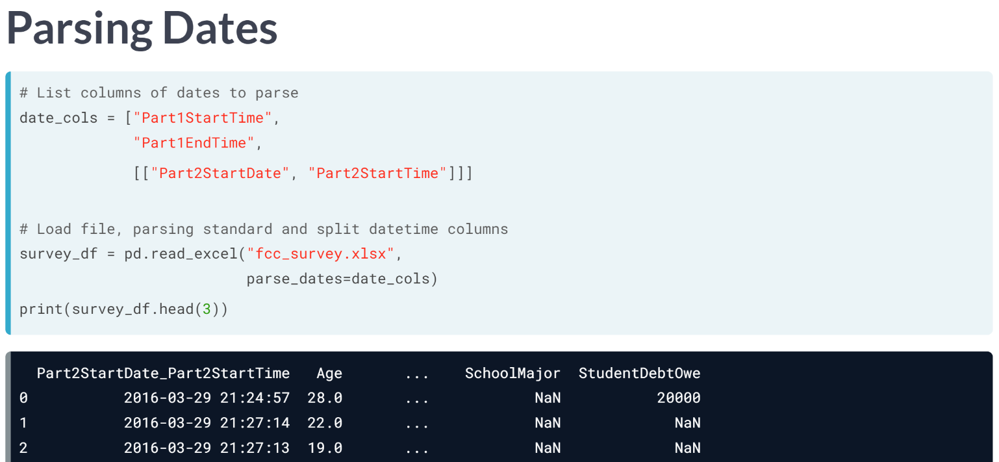 Parsing Dates
# List columns of dates to parse
date_cols = ["Part1StartTime",
"Part1EndTime",
[["Part2StartDate", "Part2StartTime"]]]
# Load file, parsing standard and split datetime columns
survey_df = pd.read_excel("fcc_survey.xlsx",
parse_dates=date_cols)
print(survey_df.head(3))
Part2StartDate_Part2StartTime Age ... SchoolMajor StudentDebtOwe
0 2016-03-29 21:24:57 28.0 ... NaN 20000
1 2016-03-29 21:27:14 22.0 ... NaN NaN
2 2016-03-29 21:27:13 19.0 ... NaN NaN